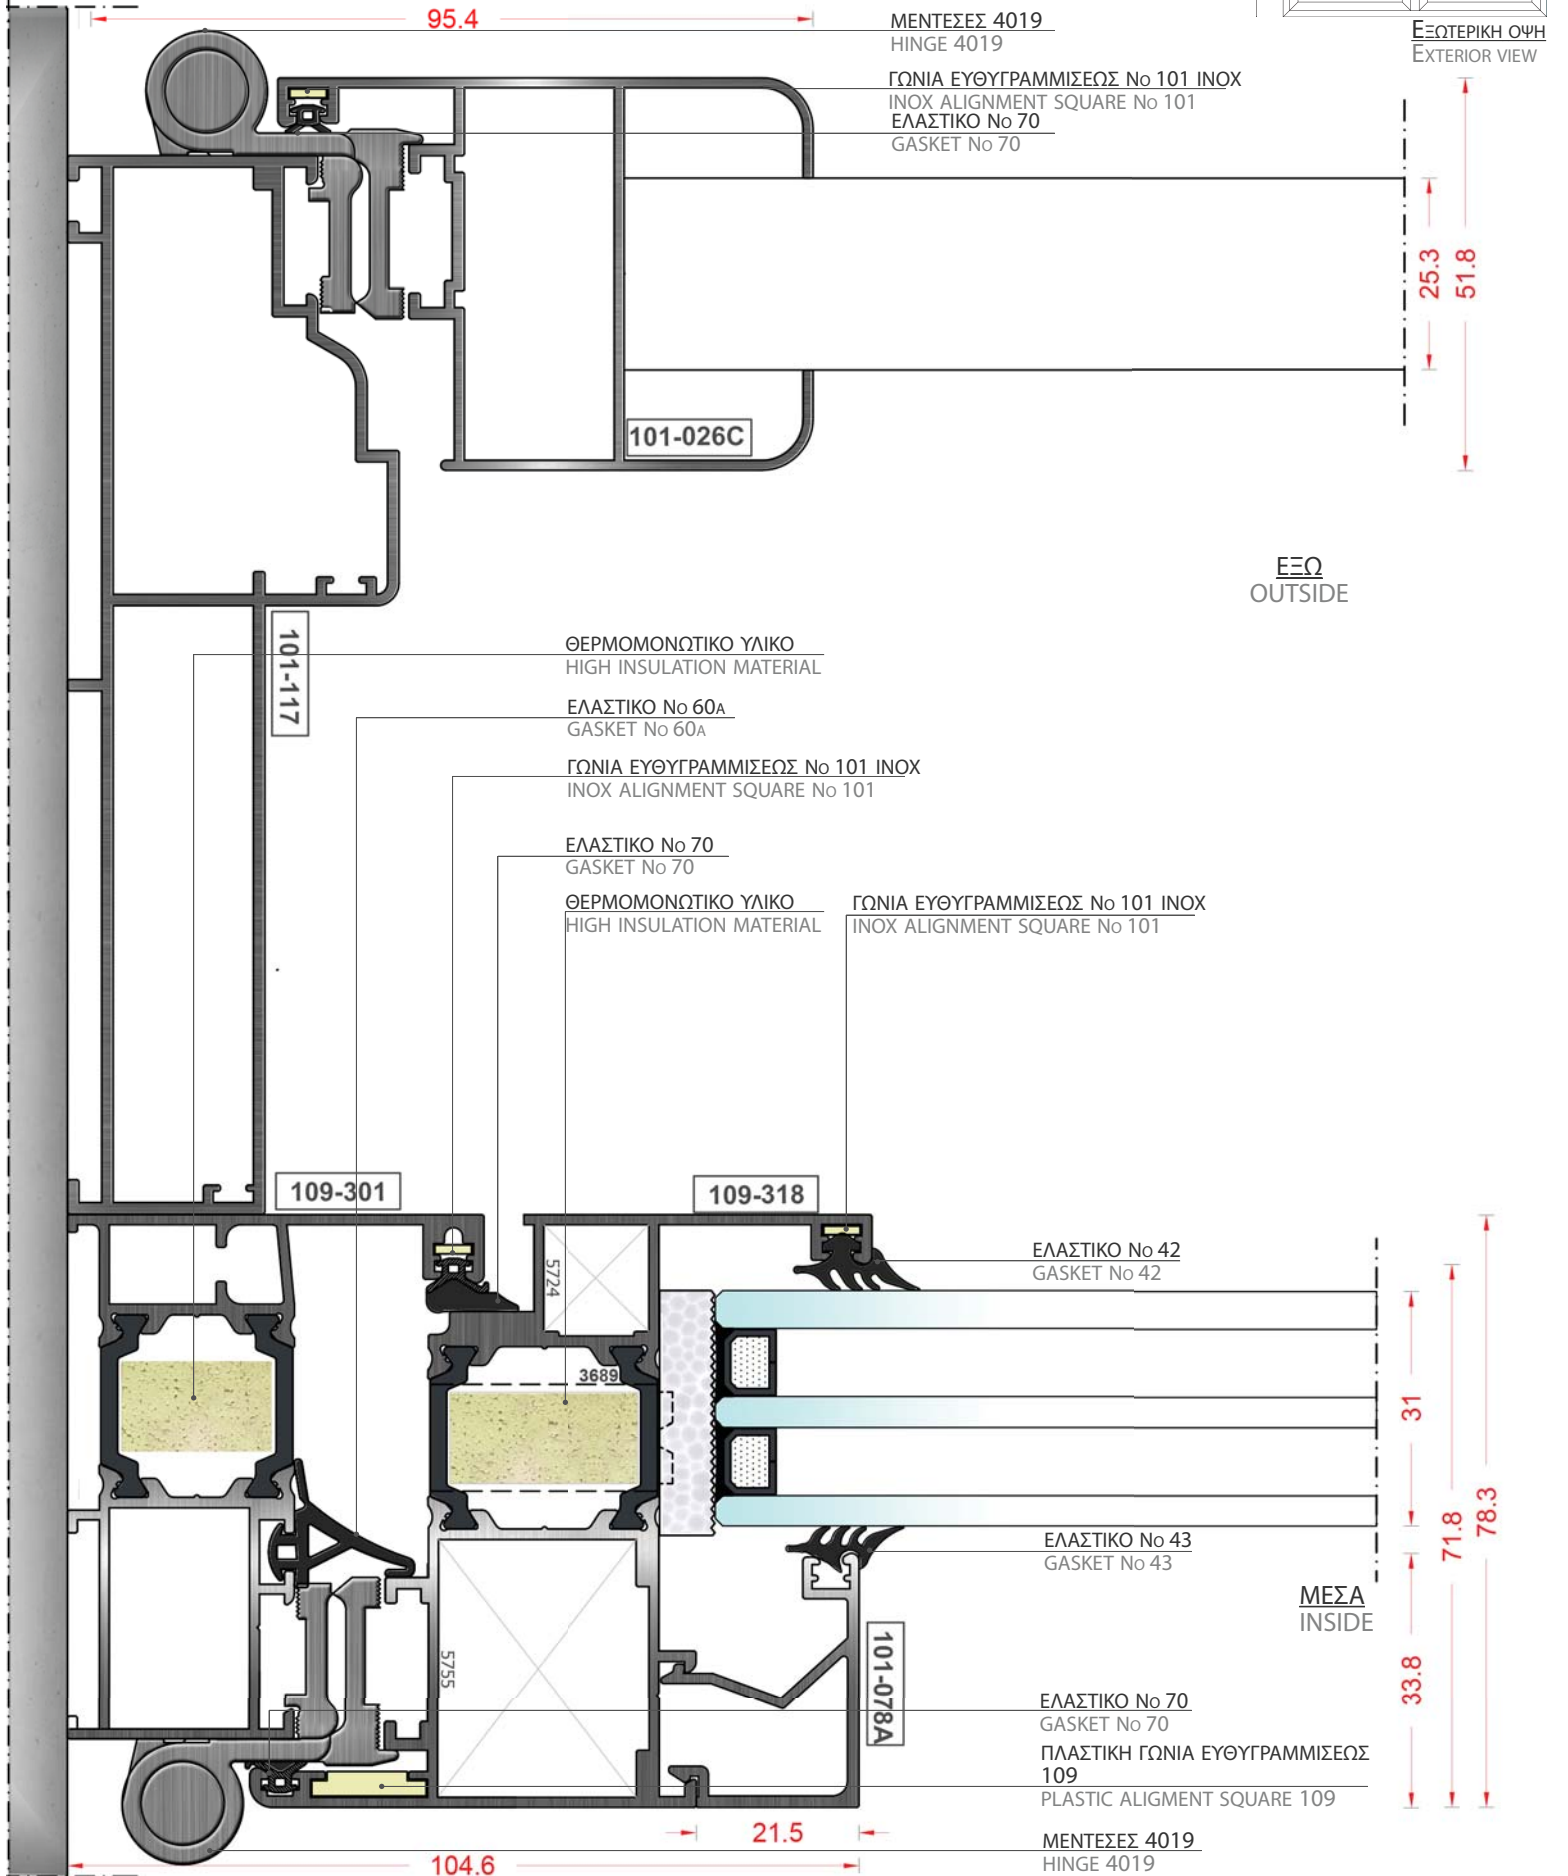 95.4
ΜΕΝΤΕΣΕΣ 4019
HINGE 4019
ΕΞΩΤΕΡΙΚΗ ΟΨΗ
EXTERIOR VIEW
ΓΩΝΙΑ ΕΥΘΥΓΡΑΜΜΙΣΕΩΣ No 101 INOX
INOX ALIGNMENT SQUARE No 101
ΕΛΑΣΤΙΚΟ No 70
GASKET No 70
25.3
51.8
101-026C
ΕΞΩ
OUTSIDE
101-117
ΘΕΡΜΟΜΟΝΩΤΙΚΟ ΥΛΙΚΟ
HIGH INSULATION MATERIAL
ΕΛΑΣΤΙΚΟ No 60A
GASKET No 60A
ΓΩΝΙΑ ΕΥΘΥΓΡΑΜΜΙΣΕΩΣ No 101 INOX
INOX ALIGNMENT SQUARE No 101
ΕΛΑΣΤΙΚΟ No 70
GASKET No 70
ΘΕΡΜΟΜΟΝΩΤΙΚΟ ΥΛΙΚΟ
HIGH INSULATION MATERIAL
ΓΩΝΙΑ ΕΥΘΥΓΡΑΜΜΙΣΕΩΣ No 101 INOX
INOX ALIGNMENT SQUARE No 101
109-301
109-318
5724
ΕΛΑΣΤΙΚΟ No 42
GASKET No 42
3689
31
71.8
78.3
ΕΛΑΣΤΙΚΟ No 43
GASKET No 43
ΜΕΣΑ
INSIDE
5755
101-078A
33.8
ΕΛΑΣΤΙΚΟ No 70
GASKET No 70
ΠΛΑΣΤΙΚΗ ΓΩΝΙΑ ΕΥΘΥΓΡΑΜΜΙΣΕΩΣ
109
PLASTIC ALIGMENT SQUARE 109
21.5
ΜΕΝΤΕΣΕΣ 4019
HINGE 4019
104.6